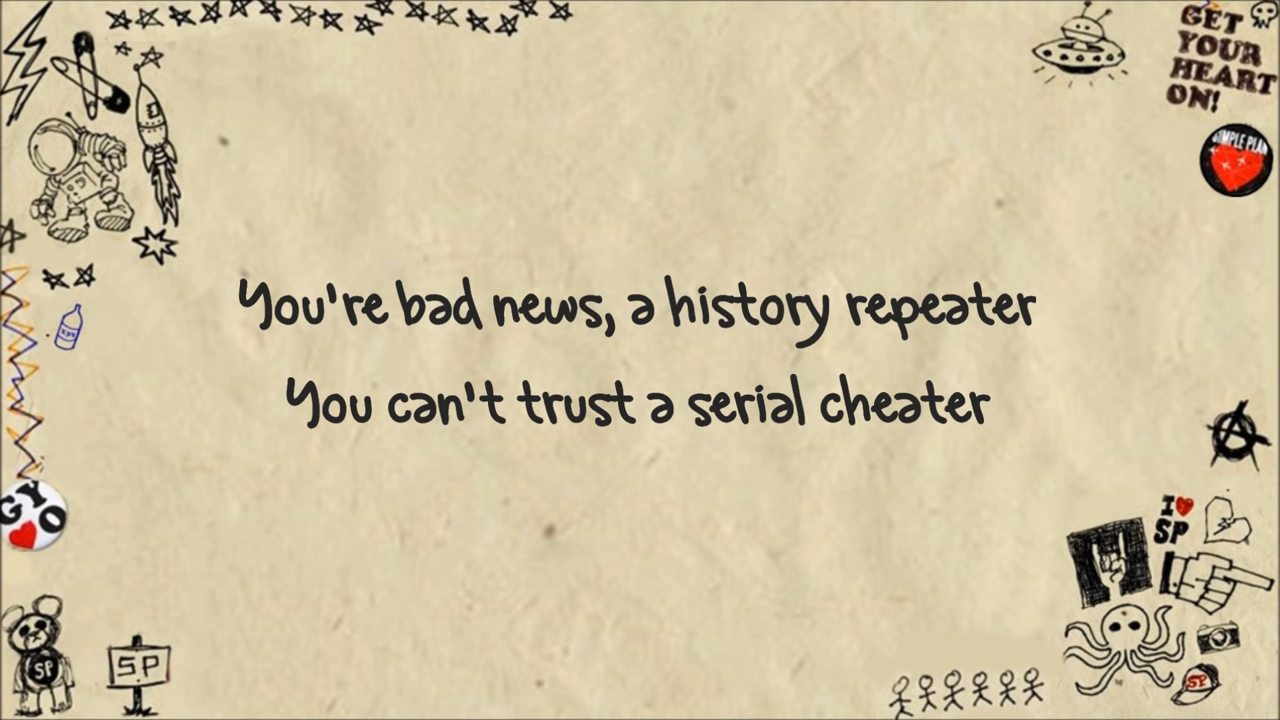 GET
YOUR
HEART
ON!
SIMPLE PLAN
You're bad news, a history repeater
You can't trust a serial cheater
GYO
I
SP
SP
SP
SP